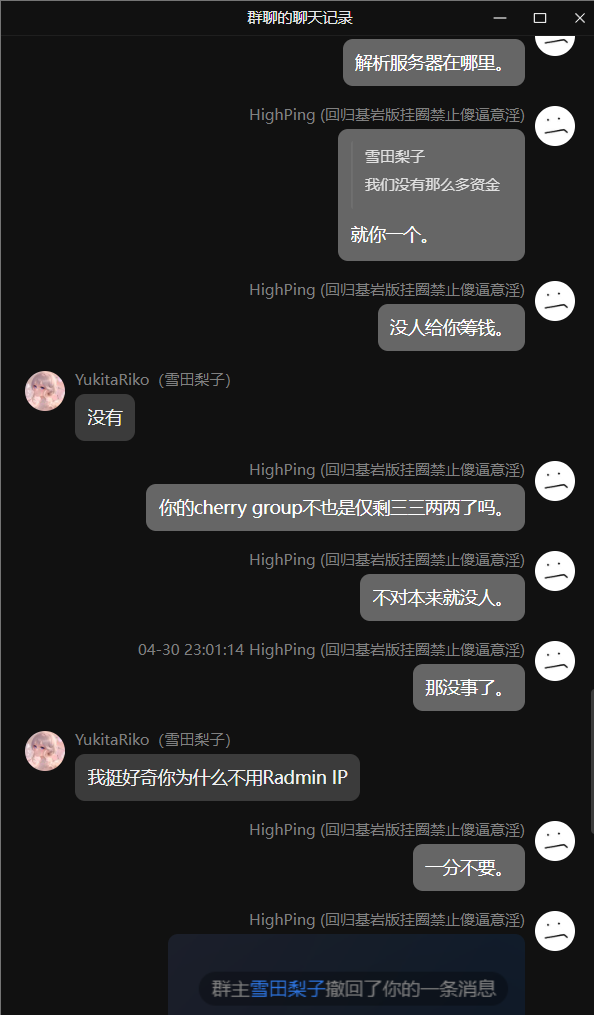 群聊的聊天记录
解析服务器在哪里。
HighPing (回归基岩版挂圈禁止傻逼意淫)
雪田梨子
我们没有那么多资金
就你一个。
HighPing (回归基岩版挂圈禁止傻逼意淫)
没人给你筹钱。
YukitaRiko（雪田梨子）
没有
HighPing (回归基岩版挂圈禁止傻逼意淫)
你的cherry group不也是仅剩三三两两了吗。
HighPing (回归基岩版挂圈禁止傻逼意淫)
不对本来就没人。
04-30 23:01:14 HighPing (回归基岩版挂圈禁止傻逼意淫)
那没事了。
YukitaRiko（雪田梨子）
我挺好奇你为什么不用Radmin IP
HighPing (回归基岩版挂圈禁止傻逼意淫)
一分不要。
HighPing (回归基岩版挂圈禁止傻逼意淫)
群主雪田梨子撤回了你的一条消息